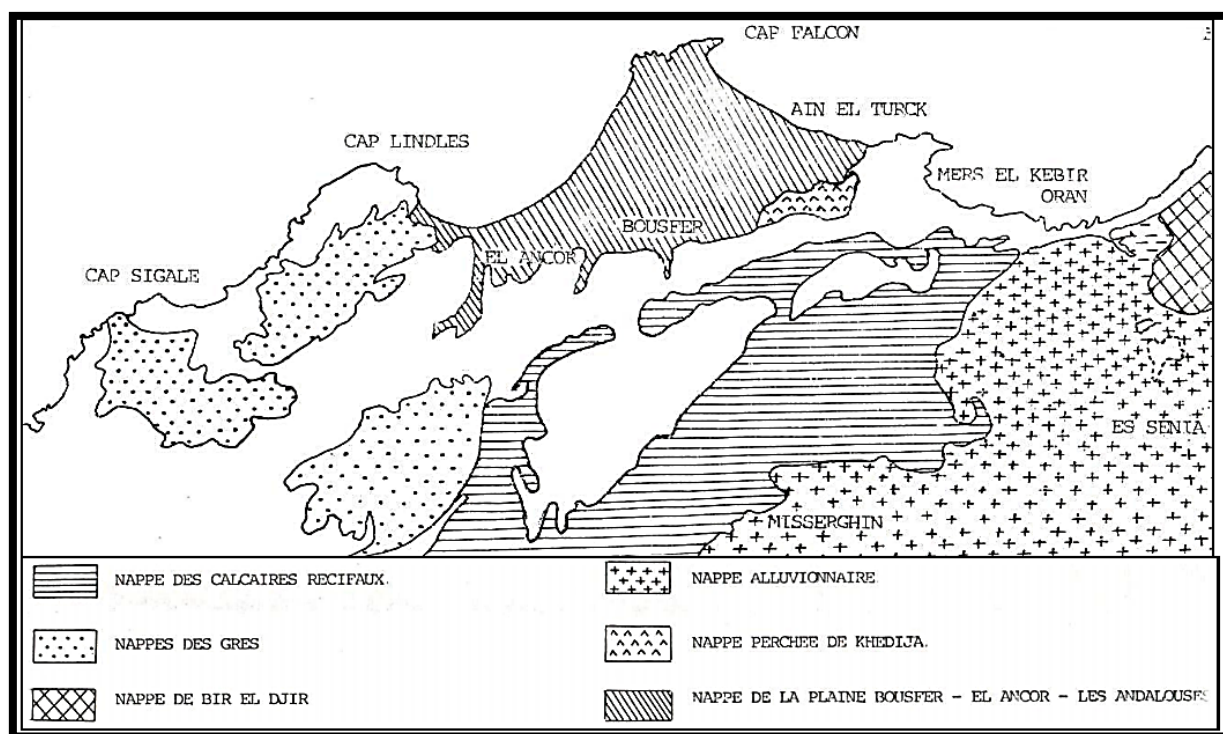 CAP FALCON
AIN EL TURCK
CAP LINDLES
MERS EL KEBIR
ORAN
BOUSFER
EL ANCOR
CAP SIGALE
ES SENIA
MISSERGHIN
NAPPE DES CALCAIRES RECIFAUX.
NAPPE ALLUVIONNAIRE.
NAPPES DES GRES
NAPPE PERCHEE DE KHEDIJA.
NAPPE DE BIR EL DJIR
NAPPE DE LA PLAINE BOUSFER - EL ANCOR - LES ANDALOUSES